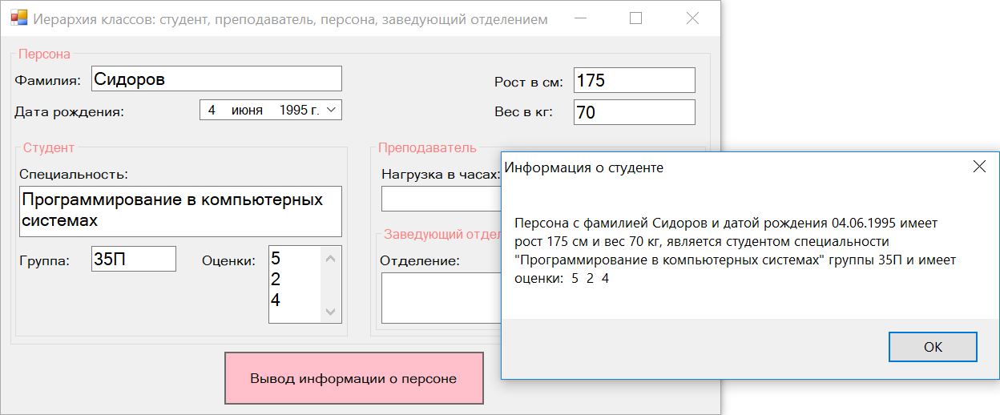 Иерархия классов: студент, преподаватель, персона, заведующий отделением
Персона
Фамилия:
Сидоров
Рост в см:
175
Дата рождения:
4 июня 1995 г.
Вес в кг:
70
Студент
Специальность:
Программирование в компьютерных
системах
Группа:
35П
Оценки:
5
2
4
Преподаватель
Нагрузка в часах:
Заведующий отдел
Отделение:
Вывод информации о персоне
Информация о студенте
Персона с фамилией Сидоров и датой рождения 04.06.1995 имеет
рост 175 см и вес 70 кг, является студентом специальности
"Программирование в компьютерных системах" группы 35П и имеет
оценки: 5 2 4
ОК